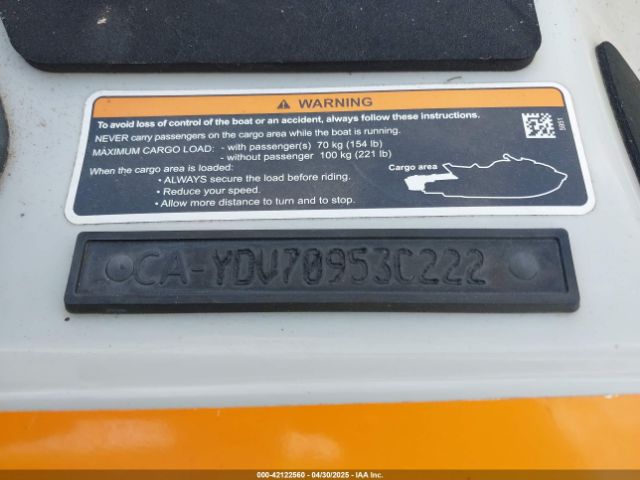 ⚠ WARNING
To avoid loss of control of the boat or an accident, always follow these instructions.
NEVER carry passengers on the cargo area while the boat is running.
MAXIMUM CARGO LOAD: - with passenger(s) 70 kg (154 lb)
- without passenger 100 kg (221 lb)
When the cargo area is loaded:
• ALWAYS secure the load before riding.
• Reduce your speed.
• Allow more distance to turn and to stop.
Cargo area
5051
CA-YDV70953C222
000-42122560 - 04/30/2025 - IAA Inc.